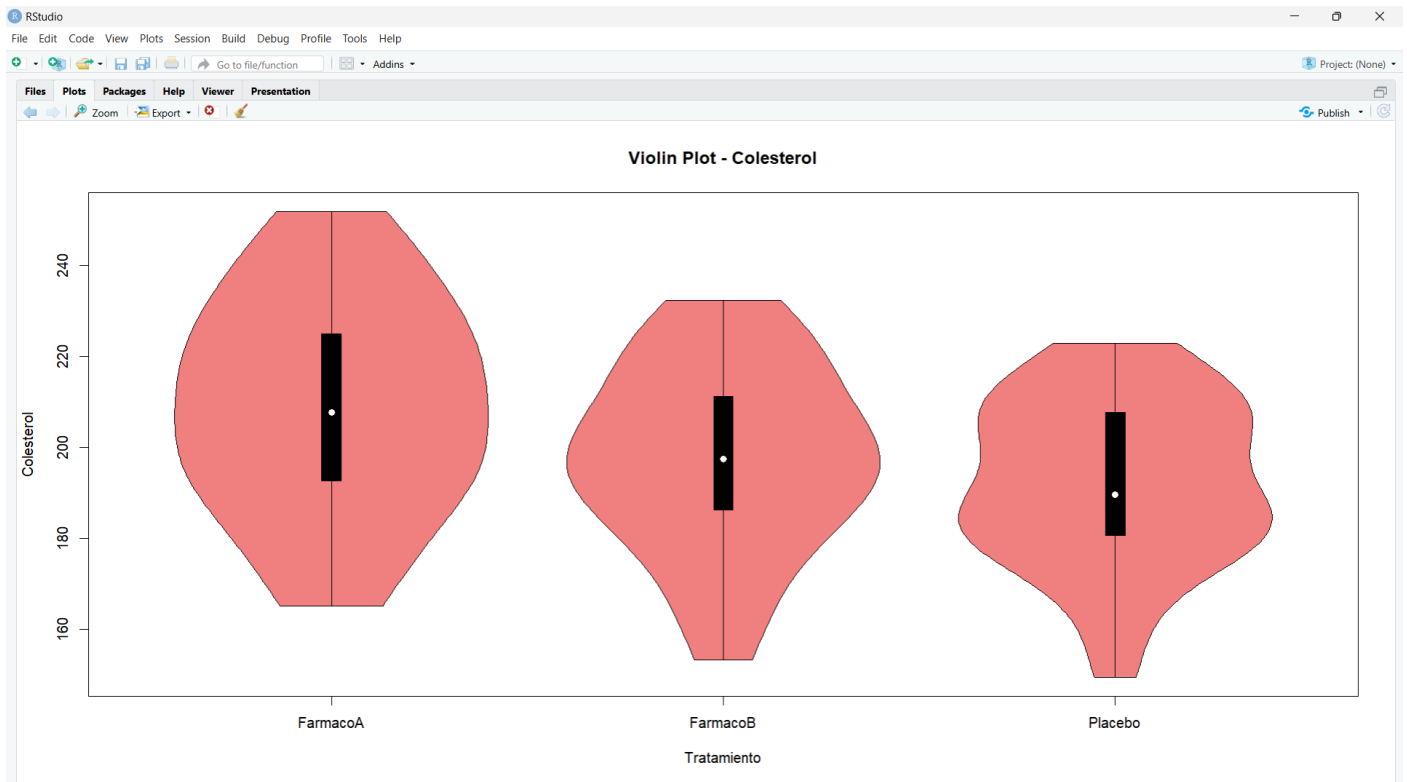 RStudio
File Edit Code View Plots Session Build Debug Profile Tools Help
Go to file/function Addins Project: (None)
Files Plots Packages Help Viewer Presentation
Zoom Export Publish
Violin Plot - Colesterol
240
220
200
180
160
Colesterol
FarmacoA FarmacoB Placebo
Tratamiento